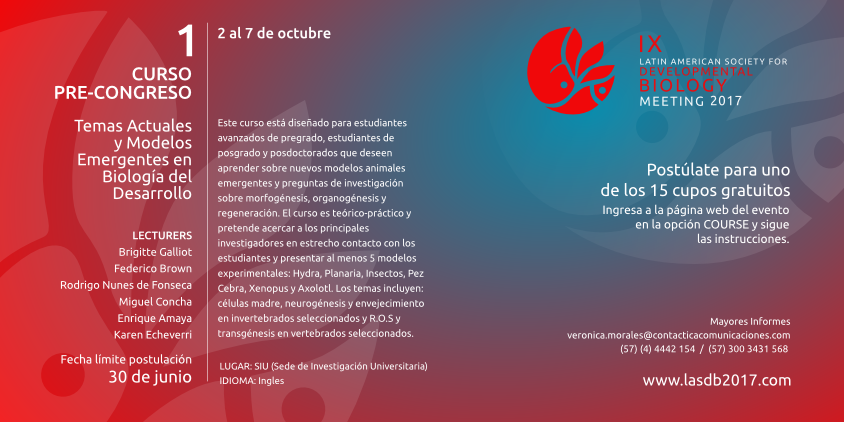 1
CURSO
PRE-CONGRESO
Temas Actuales
y Modelos
Emergentes en
Biología del
Desarrollo
LECTURERS
Brigitte Galliot
Federico Brown
Rodrigo Nunes de Fonseca
Miguel Concha
Enrique Amaya
Karen Echeverri
Fecha límite postulación
30 de junio
2 al 7 de octubre
Este curso está diseñado para estudiantes
avanzados de pregrado, estudiantes de
posgrado y posdoctorados que deseen
aprender sobre nuevos modelos animales
emergentes y preguntas de investigación
sobre morfogénesis, organogénesis y
regeneración. El curso es teórico-práctico y
pretende acercar a los principales
investigadores en estrecho contacto con los
estudiantes y presentar al menos 5 modelos
experimentales: Hydra, Planaria, Insectos, Pez
Cebra, Xenopus y Axolotl. Los temas incluyen:
células madre, neurogénesis y envejecimiento
en invertebrados seleccionados y R.O.S y
transgénesis en vertebrados seleccionados.
LUGAR: SIU (Sede de Investigación Universitaria)
IDIOMA: Ingles
IX
LATIN AMERICAN SOCIETY FOR
DEVELOPMENTAL
BIOLOGY
MEETING 2017
Postúlate para uno
de los 15 cupos gratuitos
Ingresa a la página web del evento
en la opción COURSE y sigue
las instrucciones.
Mayores Informes
veronica.morales@contacticacomunicaciones.com
(57) (4) 4442 154 / (57) 300 3431 568
www.lasdb2017.com